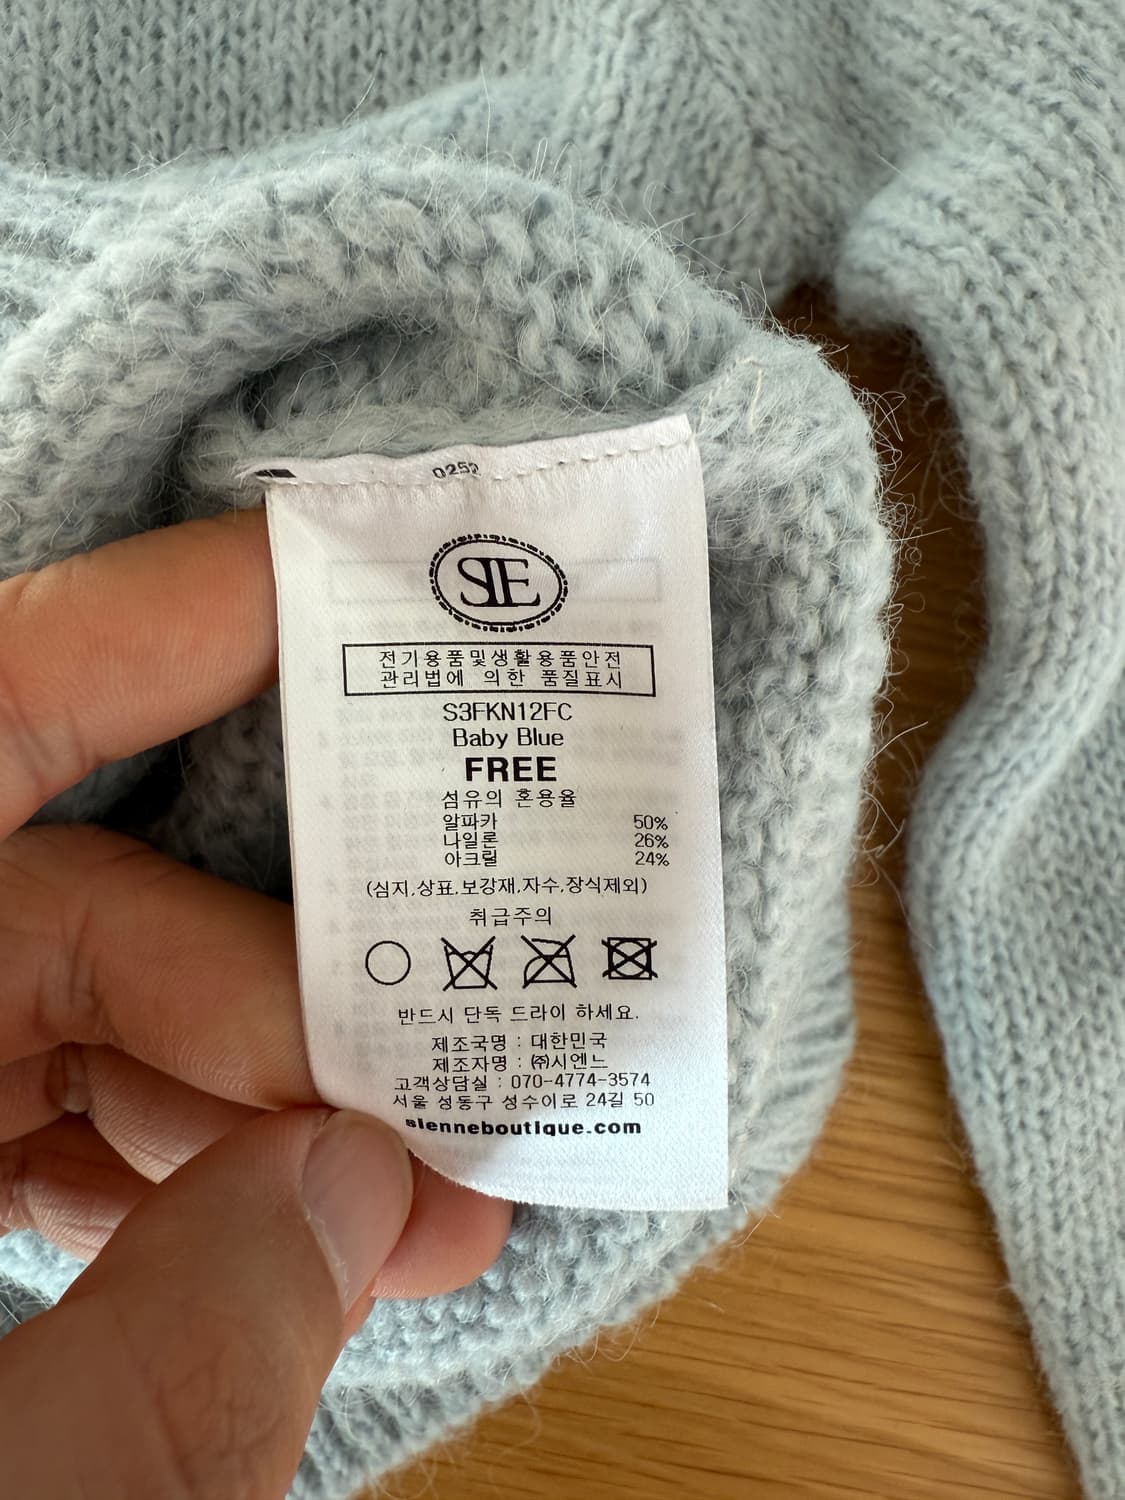 SIE
전기용품및생활용품안전
관리법에 의한 품질표시
S3FKN12FC
Baby Blue
FREE
섬유의 혼용율
알파카 50%
나일론 26%
아크릴 24%
(심지,상표,보강재,자수,장식제외)
취급주의
반드시 단독 드라이 하세요.
제조국명 : 대한민국
제조자명 : ㈜시엔느
고객상담실 : 070-4774-3574
서울 성동구 성수이로 24길 50
sienneboutique.com